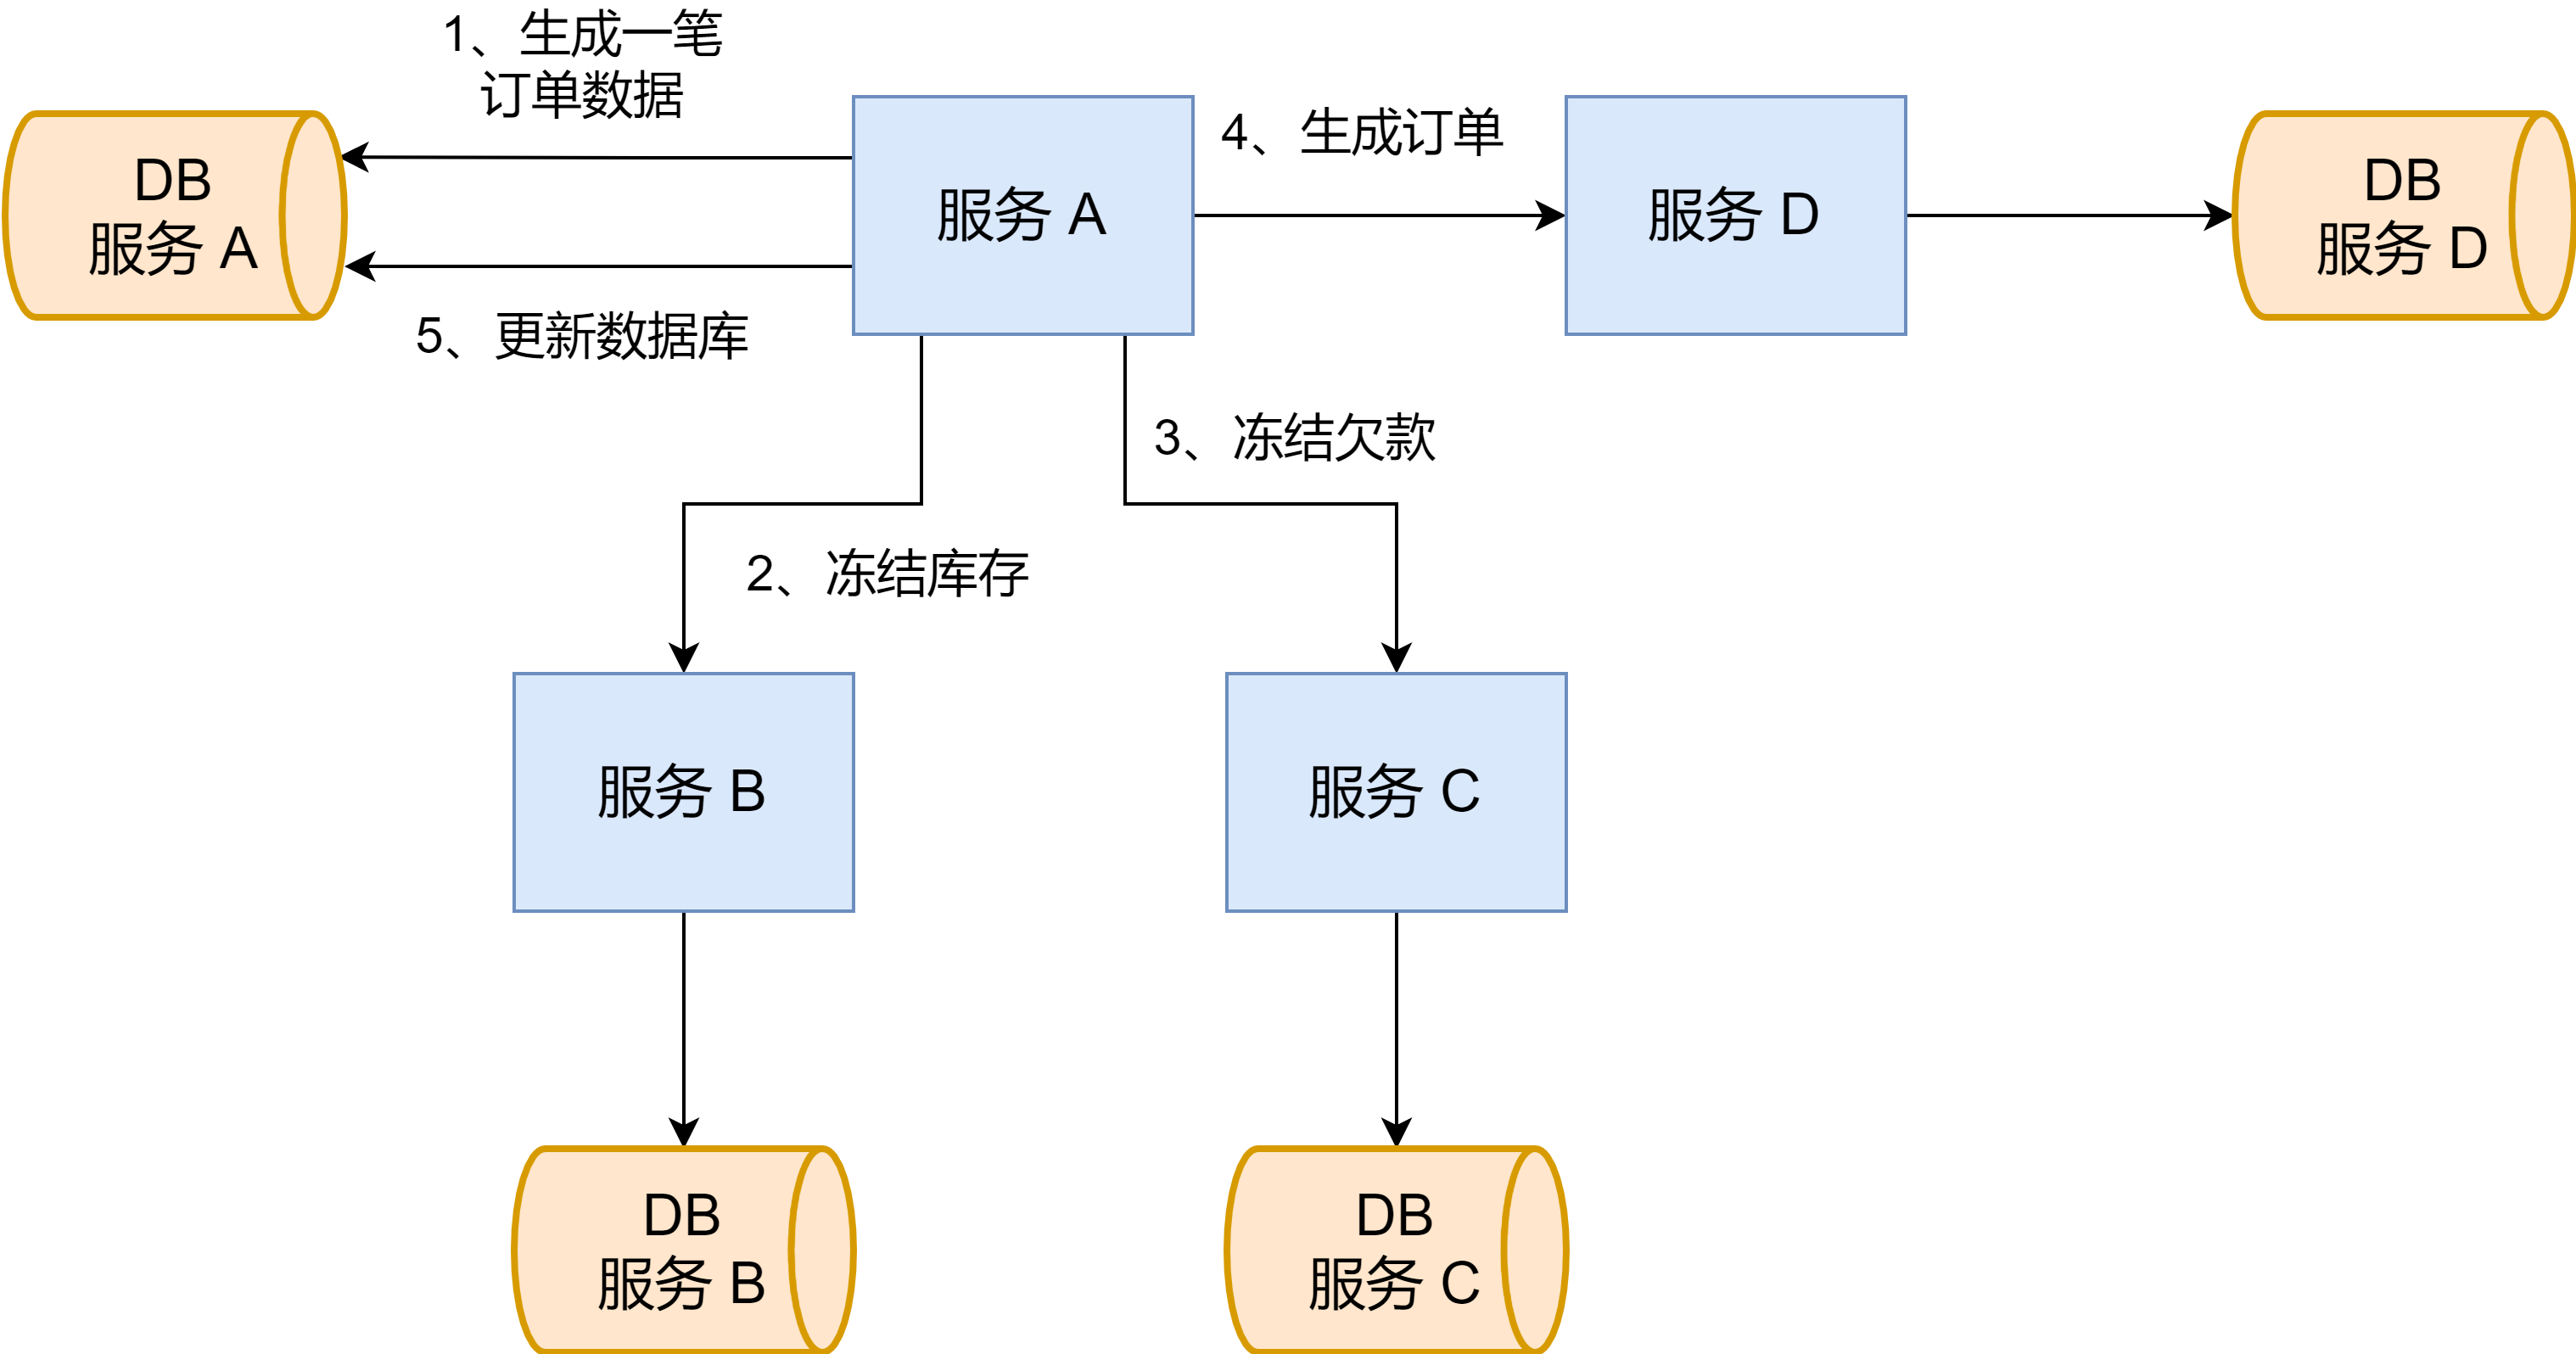 1、生成一笔
订单数据
DB
服务 A
服务 A
4、生成订单
服务 D
DB
服务 D
5、更新数据库
3、冻结欠款
2、冻结库存
服务 B
服务 C
DB
服务 B
DB
服务 C